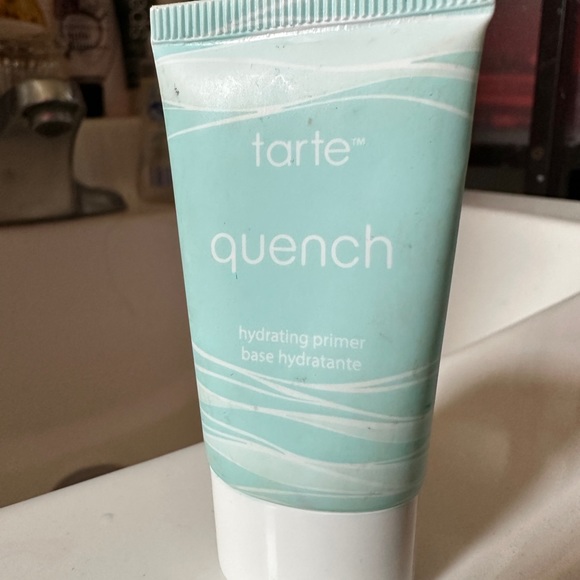 tarte™
quench
hydrating primer
base hydratante